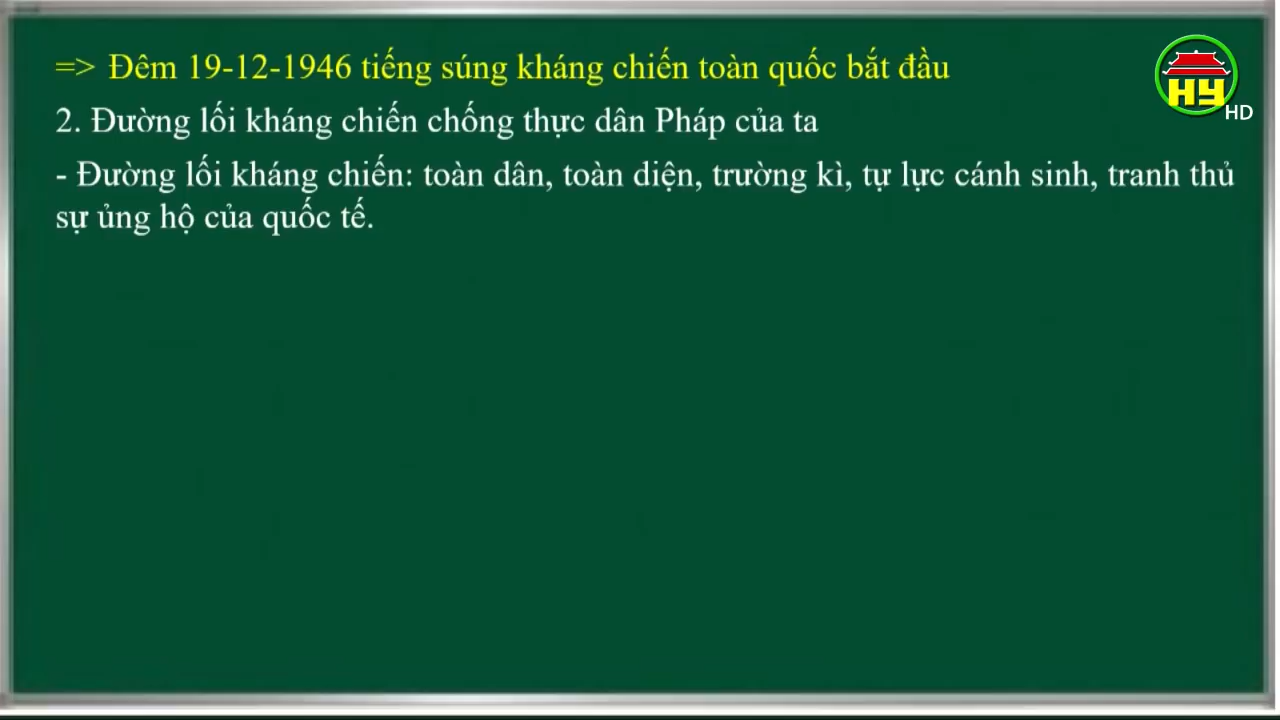 => Đêm 19-12-1946 tiếng súng kháng chiến toàn quốc bắt đầu
2. Đường lối kháng chiến chống thực dân Pháp của ta
- Đường lối kháng chiến: toàn dân, toàn diện, trường kì, tự lực cánh sinh, tranh thủ
sự ủng hộ của quốc tế.
HY
HD